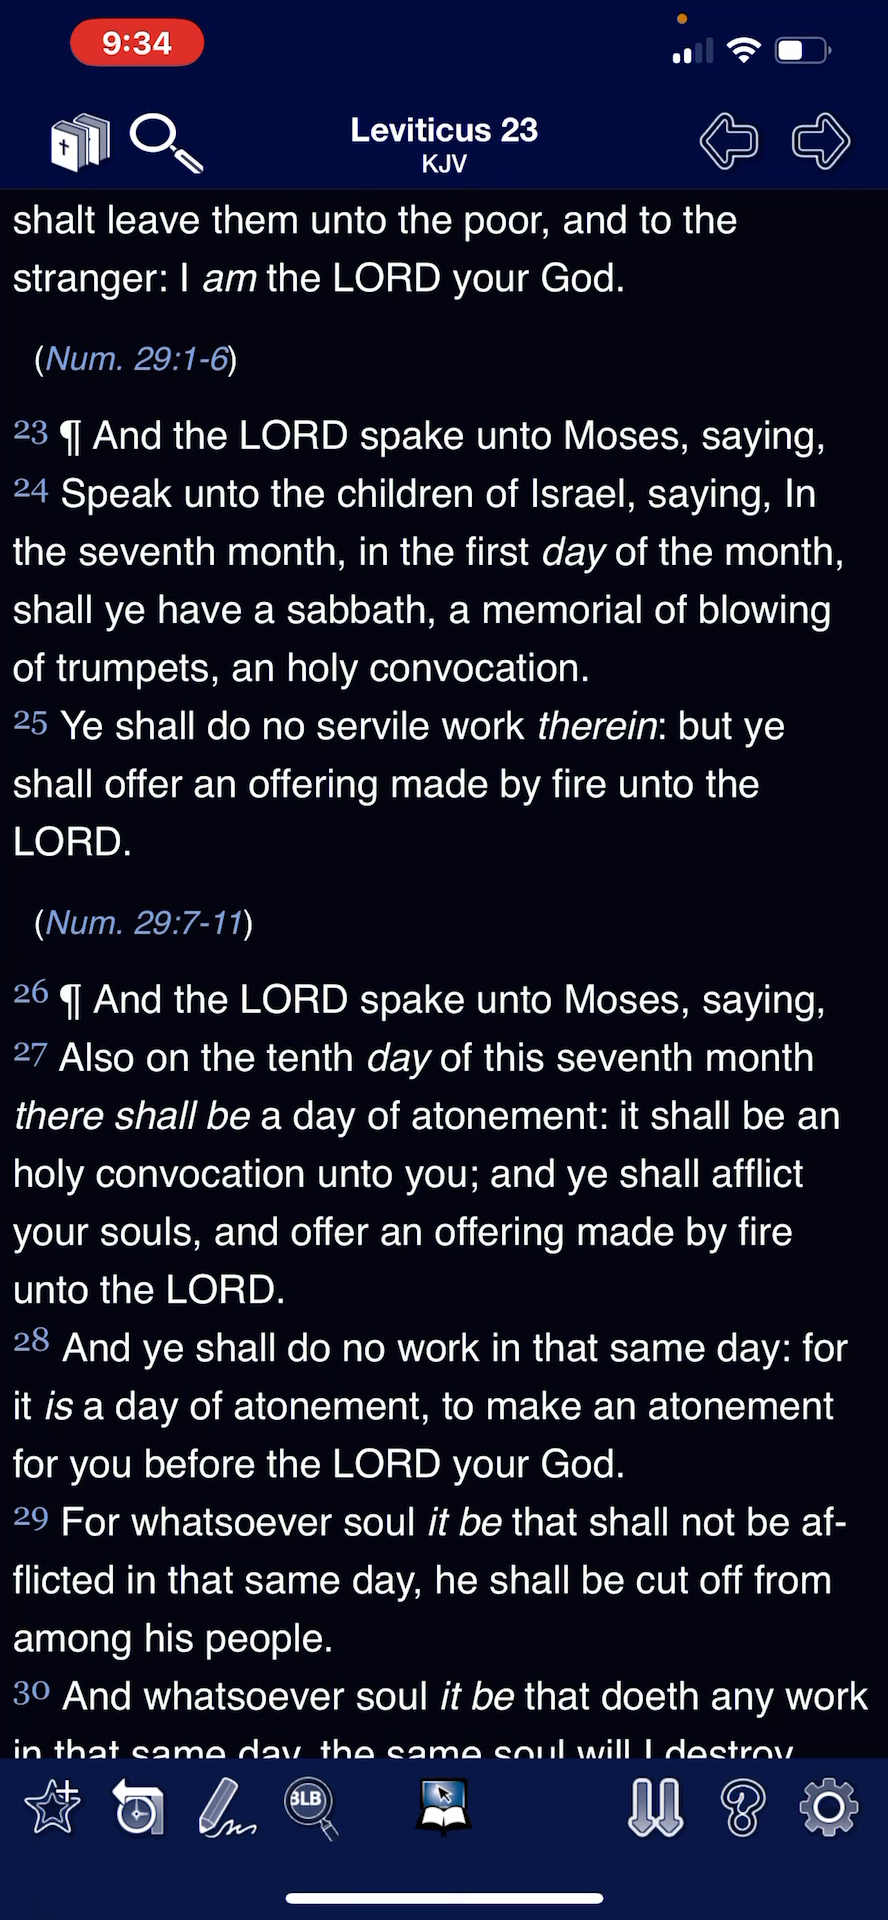 9:34
Leviticus 23
KJV
shalt leave them unto the poor, and to the
stranger: I am the LORD your God.
(Num. 29:1-6)
23 ¶ And the LORD spake unto Moses, saying,
24 Speak unto the children of Israel, saying, In
the seventh month, in the first day of the month,
shall ye have a sabbath, a memorial of blowing
of trumpets, an holy convocation.
25 Ye shall do no servile work therein: but ye
shall offer an offering made by fire unto the
LORD.
(Num. 29:7-11)
26 ¶ And the LORD spake unto Moses, saying,
27 Also on the tenth day of this seventh month
there shall be a day of atonement: it shall be an
holy convocation unto you; and ye shall afflict
your souls, and offer an offering made by fire
unto the LORD.
28 And ye shall do no work in that same day: for
it is a day of atonement, to make an atonement
for you before the LORD your God.
29 For whatsoever soul it be that shall not be af-
flicted in that same day, he shall be cut off from
among his people.
30 And whatsoever soul it be that doeth any work
in that same day, the same soul will I destroy
BLB